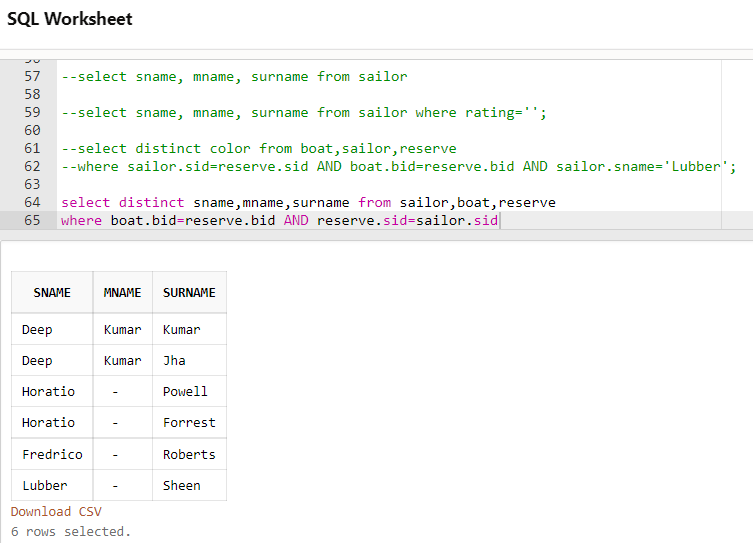 SQL Worksheet
57 --select sname, mname, surname from sailor
58
59 --select sname, mname, surname from sailor where rating='';
60
61 --select distinct color from boat,sailor,reserve
62 --where sailor.sid=reserve.sid AND boat.bid=reserve.bid AND sailor.sname='Lubber';
63
64 select distinct sname,mname,surname from sailor,boat,reserve
65 where boat.bid=reserve.bid AND reserve.sid=sailor.sid
SNAME MNAME SURNAME
Deep Kumar Kumar
Deep Kumar Jha
Horatio - Powell
Horatio - Forrest
Fredrico - Roberts
Lubber - Sheen
Download CSV
6 rows selected.